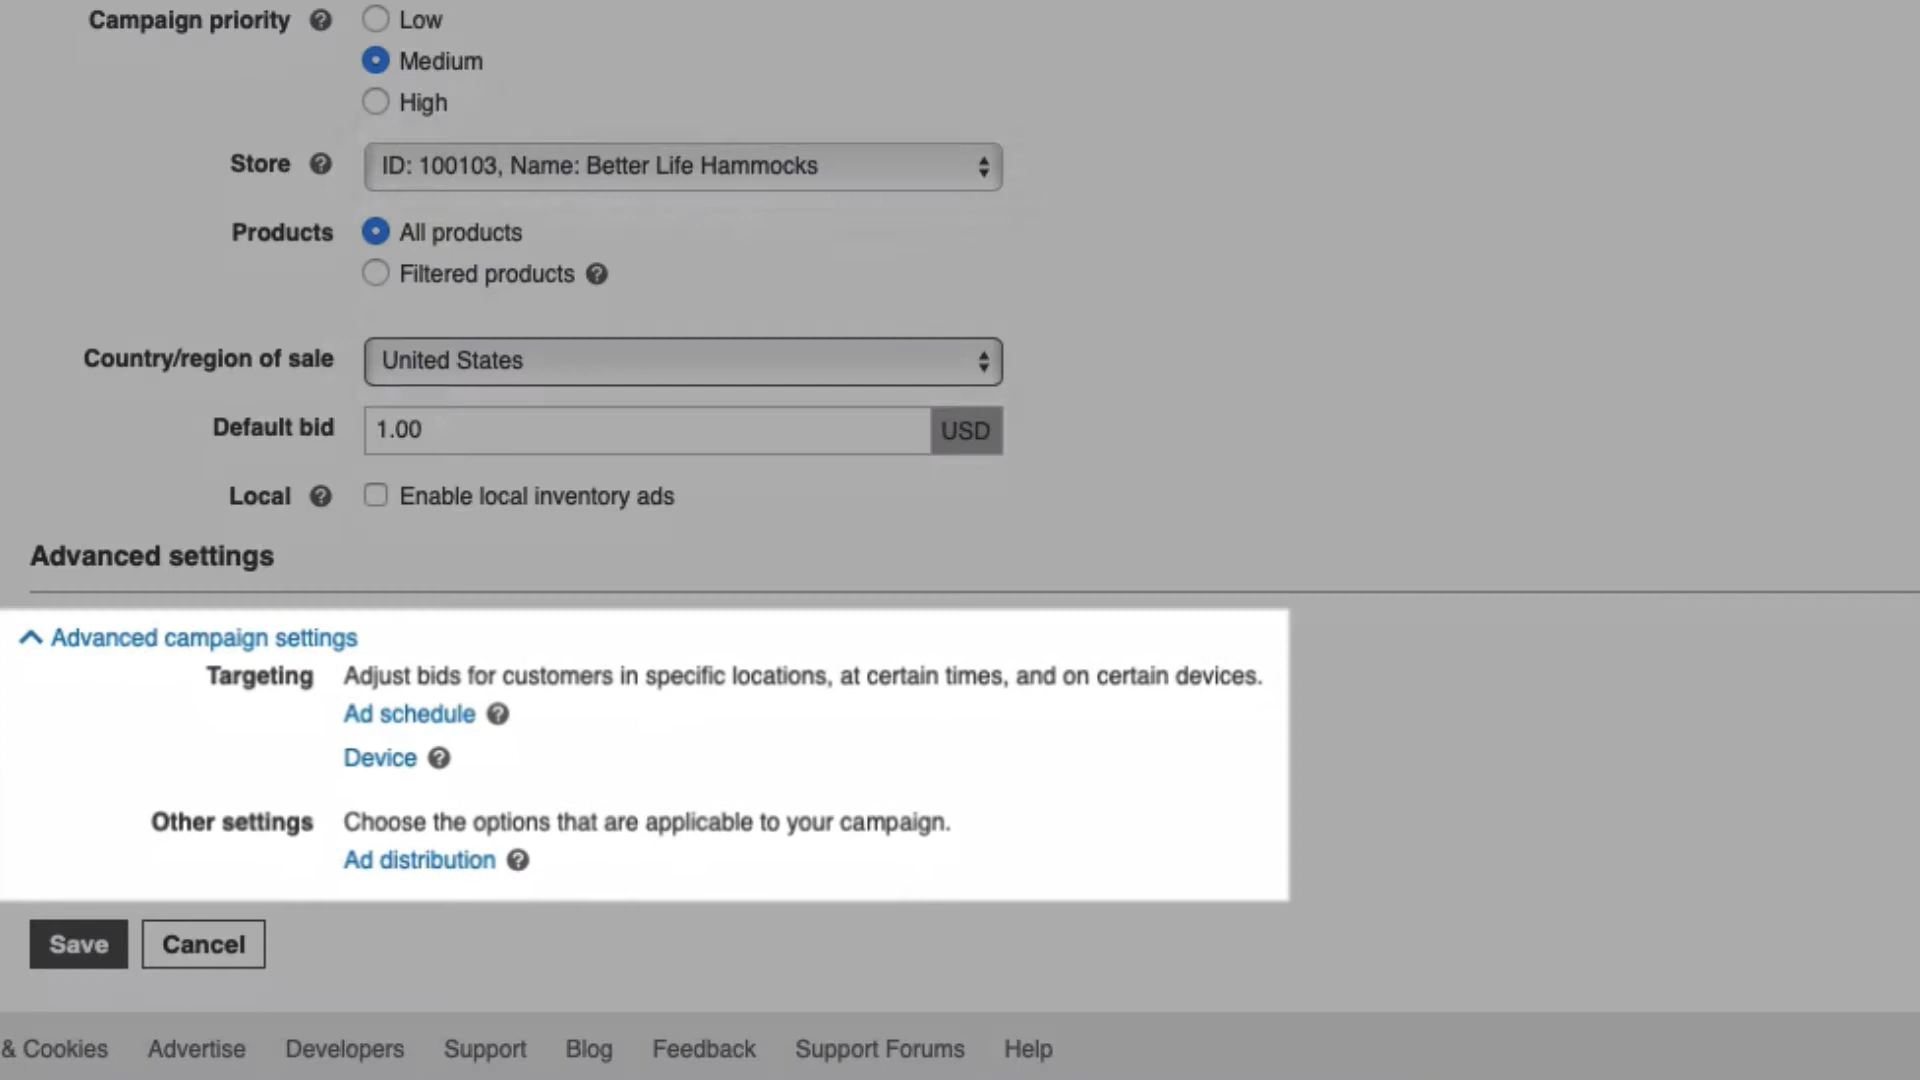 Campaign priority
Low
Medium
High
Store
ID: 100103, Name: Better Life Hammocks
Products
All products
Filtered products
Country/region of sale
United States
Default bid
1.00
USD
Local
Enable local inventory ads
Advanced settings
Advanced campaign settings
Targeting
Adjust bids for customers in specific locations, at certain times, and on certain devices.
Ad schedule
Device
Other settings
Choose the options that are applicable to your campaign.
Ad distribution
Save
Cancel
& Cookies
Advertise
Developers
Support
Blog
Feedback
Support Forums
Help